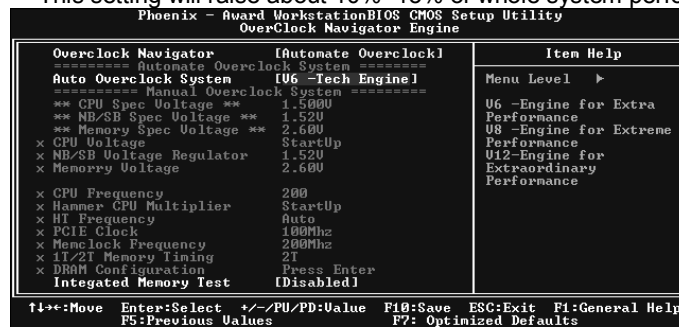 This setting will raise about 10%~15% of whole system perfo
Phoenix – Award WorkstationBIOS CMOS Setup Utility
OverClock Navigator Engine
Overclock Navigator [Automate Overclock]
======== Automate Overclock System ========
Auto Overclock System [V6 -Tech Engine]
========= Manual Overclock System =========
** CPU Spec Voltage ** 1.500V
** NB/SB Spec Voltage ** 1.52V
** Memory Spec Voltage ** 2.60V
x CPU Voltage StartUp
x NB/SB Voltage Regulator 1.52V
x Memorry Voltage 2.60V
x CPU Frequency 200
x Hammer CPU Multiplier StartUp
x HT Frequency Auto
x PCIE Clock 100Mhz
x Memclock Frequency 200Mhz
x 1T/2T Memory Timing 2T
x DRAM Configuration Press Enter
Integated Memory Test [Disabled]
Item Help
Menu Level ▶
V6 -Engine for Extra
Performance
V8 -Engine for Extreme
Performance
V12-Engine for
Extraordinary
Performance
↑↓→←:Move Enter:Select +/-/PU/PD:Value F10:Save ESC:Exit F1:General Help
F5:Previous Values F7: Optimized Defaults